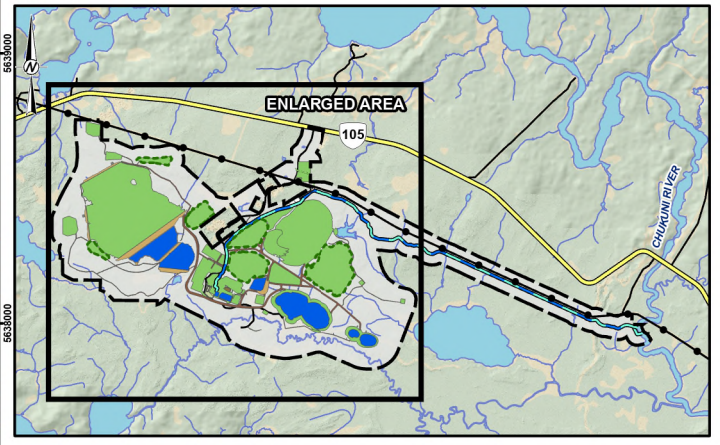 5639000
N
ENLARGED AREA
105
CHUKUNI RIVER
5638000